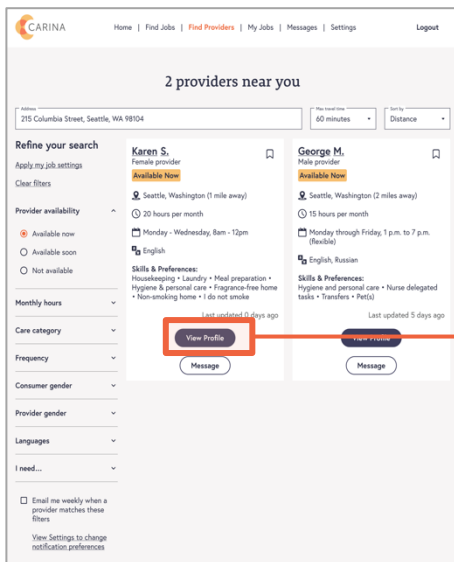 CARINA
Home | Find Jobs | Find Providers | My Jobs | Messages | Settings
Logout
2 providers near you
Address
215 Columbia Street, Seattle, WA 98104
Max travel time
60 minutes
Sort by
Distance
Refine your search
Apply my job settings
Clear filters
Provider availability
Available now
Available soon
Not available
Monthly hours
Care category
Frequency
Consumer gender
Provider gender
Languages
I need...
Email me weekly when a
provider matches these
filters
View Settings to change
notification preferences
Karen S.
Female provider
Available Now
Seattle, Washington (1 mile away)
20 hours per month
Monday - Wednesday, 8am - 12pm
English
Skills & Preferences:
Housekeeping • Laundry • Meal preparation •
Hygiene & personal care • Fragrance-free home
• Non-smoking home • I do not smoke
Last updated 0 days ago
View Profile
Message
George M.
Male provider
Available Now
Seattle, Washington (2 miles away)
15 hours per month
Monday through Friday, 1 p.m. to 7 p.m.
(flexible)
English, Russian
Skills & Preferences:
Hygiene and personal care • Nurse delegated
tasks • Transfers • Pet(s)
Last updated 5 days ago
View Profile
Message